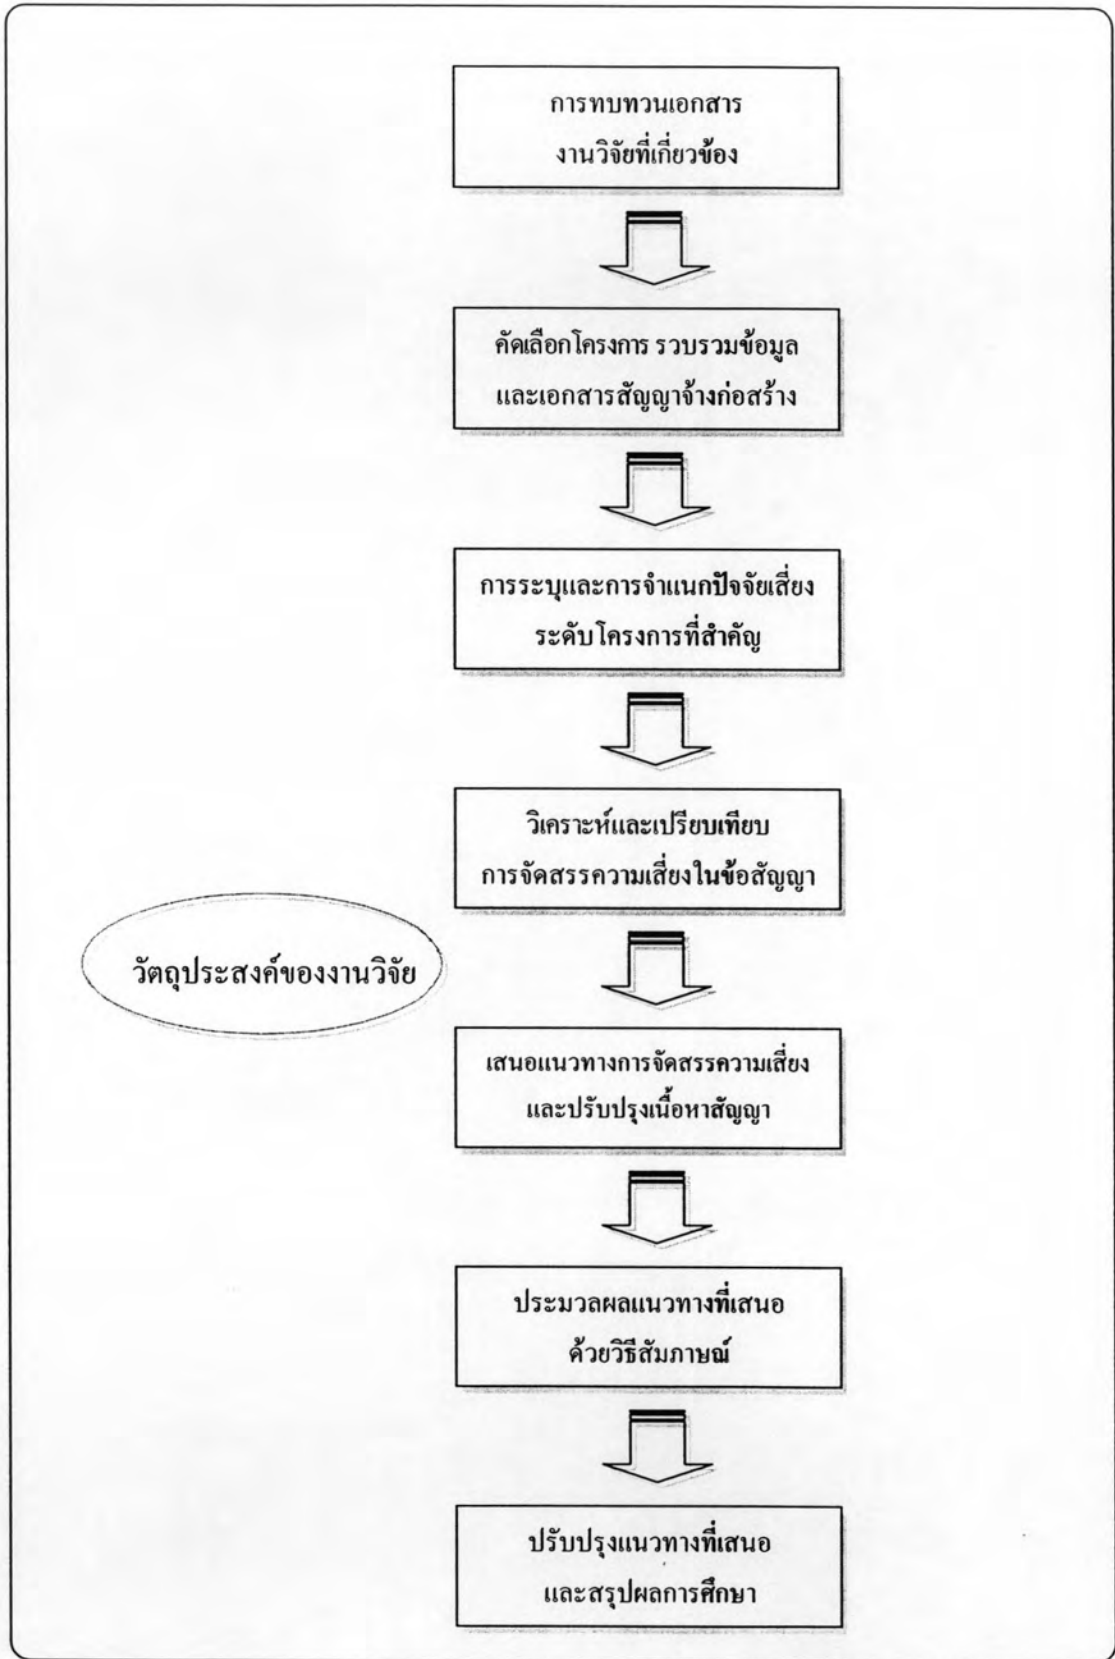 การทบทวนเอกสาร
งานวิจัยที่เกี่ยวข้อง
คัดเลือกโครงการ รวบรวมข้อมูล
และเอกสารสัญญาจ้างก่อสร้าง
การระบุและการจำแนกปัจจัยเสี่ยง
ระดับโครงการที่สำคัญ
วิเคราะห์และเปรียบเทียบ
การจัดสรรความเสี่ยงในข้อสัญญา
วัตถุประสงค์ของงานวิจัย
เสนอแนวทางการจัดสรรความเสี่ยง
และปรับปรุงเนื้อหาสัญญา
ประมวลผลแนวทางที่เสนอ
ด้วยวิธีสัมภาษณ์
ปรับปรุงแนวทางที่เสนอ
และสรุปผลการศึกษา